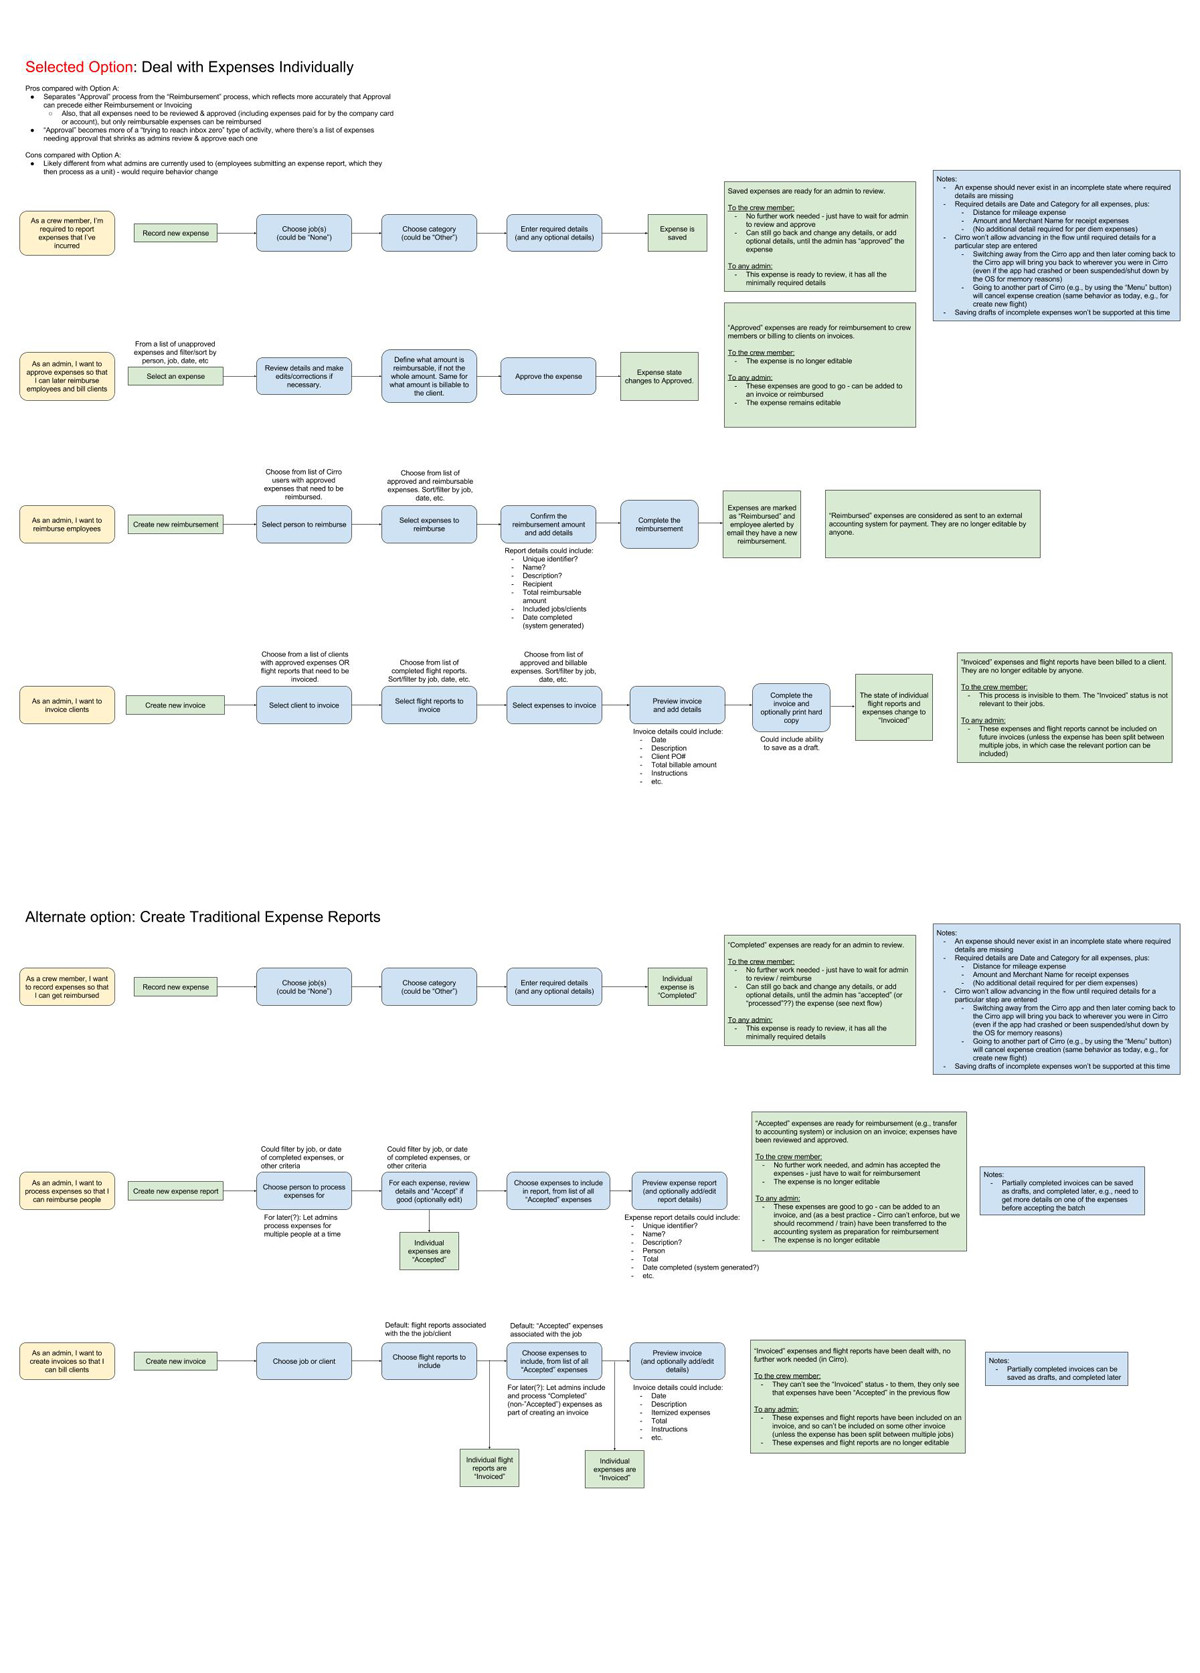 Selected Option: Deal with Expenses Individually
Pros compared with Option A:
● Separates “Approval” process from the “Reimbursement” process, which reflects more accurately that Approval
can precede either Reimbursement or Invoicing
○ Also, that all expenses need to be reviewed & approved (including expenses paid for by the company card
or account), but only reimbursable expenses can be reimbursed
● “Approval” becomes more of a “trying to reach inbox zero” type of activity, where there’s a list of expenses
needing approval that shrinks as admins review & approve each one
Cons compared with Option A:
● Likely different from what admins are currently used to (employees submitting an expense report, which they
then process as a unit) - would require behavior change
As a crew member, I’m
required to report
expenses that I’ve
incurred
Record new expense
Choose job(s)
(could be “None”)
Choose category
(could be “Other”)
Enter required details
(and any optional details)
Expense is
saved
Saved expenses are ready for an admin to review.
To the crew member:
- No further work needed - just have to wait for admin
to review and approve
- Can still go back and change any details, or add
optional details, until the admin has “approved” the
expense
To any admin:
- This expense is ready to review, it has all the
minimally required details
Notes:
- An expense should never exist in an incomplete state where required
details are missing
- Required details are Date and Category for all expenses, plus:
- Distance for mileage expense
- Amount and Merchant Name for receipt expenses
- (No additional detail required for per diem expenses)
- Cirro won’t allow advancing in the flow until required details for a
particular step are entered
- Switching away from the Cirro app and then later coming back to
the Cirro app will bring you back to wherever you were in Cirro
(even if the app had crashed or been suspended/shut down by
the OS for memory reasons)
- Going to another part of Cirro (e.g., by using the “Menu” button)
will cancel expense creation (same behavior as today, e.g., for
create new flight)
- Saving drafts of incomplete expenses won’t be supported at this time
As an admin, I want to
approve expenses so that
I can later reimburse
employees and bill clients
From a list of unapproved
expenses and filter/sort by
person, job, date, etc
Select an expense
Review details and make
edits/corrections if
necessary.
Define what amount is
reimbursable, if not the
whole amount. Same for
what amount is billable to
the client.
Approve the expense
Expense state
changes to Approved.
“Approved” expenses are ready for reimbursement to crew
members or billing to clients on invoices.
To the crew member:
- The expense is no longer editable
To any admin:
- These expenses are good to go - can be added to
an invoice or reimbursed
- The expense remains editable
As an admin, I want to
reimburse employees
Create new reimbursement
Choose from list of Cirro
users with approved
expenses that need to be
reimbursed.
Select person to reimburse
Choose from list of
approved and reimbursable
expenses. Sort/filter by job,
date, etc.
Select expenses to
reimburse
Confirm the
reimbursement amount
and add details
Report details could include:
- Unique identifier?
- Name?
- Description?
- Recipient
- Total reimbursable
amount
- Included jobs/clients
- Date completed
(system generated)
Complete the
reimbursement
Expenses are marked
as “Reimbursed” and
employee alerted by
email they have a new
reimbursement.
“Reimbursed” expenses are considered as sent to an external
accounting system for payment. They are no longer editable by
anyone.
As an admin, I want to
invoice clients
Create new invoice
Choose from a list of clients
with approved expenses OR
flight reports that need to be
invoiced.
Select client to invoice
Choose from list of
completed flight reports.
Sort/filter by job, date, etc.
Select flight reports to
invoice
Choose from list of
approved and billable
expenses. Sort/filter by job,
date, etc.
Select expenses to invoice
Preview invoice
and add details
Invoice details could include:
- Date
- Description
- Client PO#
- Total billable amount
- Instructions
- etc.
Complete the
invoice and
optionally print hard
copy
Could include ability
to save as a draft.
The state of individual
flight reports and
expenses change to
“Invoiced”
“Invoiced” expenses and flight reports have been billed to a client.
They are no longer editable by anyone.
To the crew member:
- This process is invisible to them. The “Invoiced” status is not
relevant to their jobs.
To any admin:
- These expenses and flight reports cannot be included on
future invoices (unless the expense has been split between
multiple jobs, in which case the relevant portion can be
included)
Alternate option: Create Traditional Expense Reports
As a crew member, I want
to record expenses so that
I can get reimbursed
Record new expense
Choose job(s)
(could be “None”)
Choose category
(could be “Other”)
Enter required details
(and any optional details)
Individual
expense is
“Completed”
“Completed” expenses are ready for an admin to review.
To the crew member:
- No further work needed - just have to wait for admin
to review / reimburse
- Can still go back and change any details, or add
optional details, until the admin has “accepted” (or
“processed”??) the expense (see next flow)
To any admin:
- This expense is ready to review, it has all the
minimally required details
Notes:
- An expense should never exist in an incomplete state where required
details are missing
- Required details are Date and Category for all expenses, plus:
- Distance for mileage expense
- Amount and Merchant Name for receipt expenses
- (No additional detail required for per diem expenses)
- Cirro won’t allow advancing in the flow until required details for a
particular step are entered
- Switching away from the Cirro app and then later coming back to
the Cirro app will bring you back to wherever you were in Cirro
(even if the app had crashed or been suspended/shut down by
the OS for memory reasons)
- Going to another part of Cirro (e.g., by using the “Menu” button)
will cancel expense creation (same behavior as today, e.g., for
create new flight)
- Saving drafts of incomplete expenses won’t be supported at this time
As an admin, I want to
process expenses so that I
can reimburse people
Create new expense report
Could filter by job, or date
of completed expenses, or
other criteria
Choose person to process
expenses for
For later(?): Let admins
process expenses for
multiple people at a time
Could filter by job, or date
of completed expenses, or
other criteria
For each expense, review
details and “Accept” if
good (optionally edit)
Individual
expenses are
“Accepted”
Choose expenses to include
in report, from list of all
“Accepted” expenses
Preview expense report
(and optionally add/edit
report details)
Expense report details could include:
- Unique identifier?
- Name?
- Description?
- Person
- Total
- Date completed (system generated?)
- etc.
“Accepted” expenses are ready for reimbursement (e.g., transfer
to accounting system) or inclusion on an invoice; expenses have
been reviewed and approved.
To the crew member:
- No further work needed, and admin has accepted the
expenses - just have to wait for reimbursement
- The expense is no longer editable
To any admin:
- These expenses are good to go - can be added to an
invoice, and (as a best practice - Cirro can’t enforce, but we
should recommend / train) have been transferred to the
accounting system as preparation for reimbursement
- The expense is no longer editable
Notes:
- Partially completed invoices can be saved
as drafts, and completed later, e.g., need to
get more details on one of the expenses
before accepting the batch
As an admin, I want to
create invoices so that I
can bill clients
Create new invoice
Choose job or client
Default: flight reports associated
with the the job/client
Choose flight reports to
include
Individual flight
reports are
“Invoiced”
Default: “Accepted” expenses
associated with the job
Choose expenses to
include, from list of all
“Accepted” expenses
For later(?): Let admins include
and process “Completed”
(non-“Accepted”) expenses as
part of creating an invoice
Individual
expenses are
“Invoiced”
Preview invoice
(and optionally add/edit
details)
Invoice details could include:
- Date
- Description
- Itemized expenses
- Total
- Instructions
- etc.
“Invoiced” expenses and flight reports have been dealt with, no
further work needed (in Cirro).
To the crew member:
- They can’t see the “Invoiced” status - to them, they only see
that expenses have been “Accepted” in the previous flow
To any admin:
- These expenses and flight reports have been included on an
invoice, and so can’t be included on some other invoice
(unless the expense has been split between multiple jobs)
- These expenses and flight reports are no longer editable
Notes:
- Partially completed invoices can be
saved as drafts, and completed later